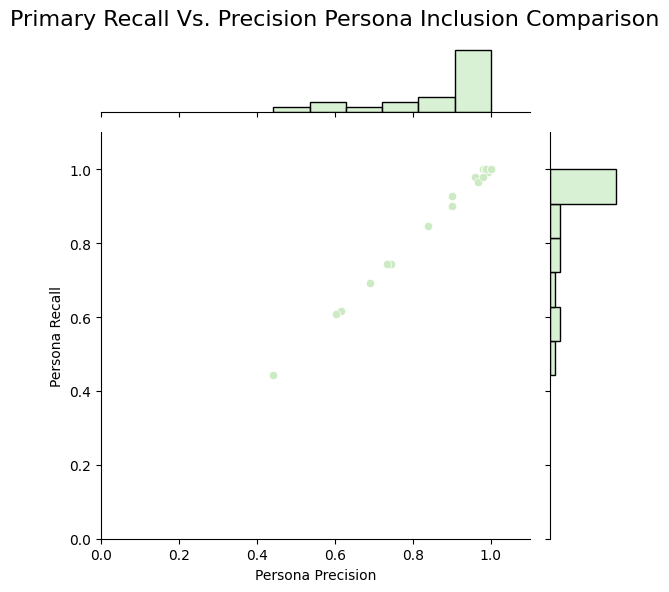 Primary Recall Vs. Precision Persona Inclusion Comparison
1.0
0.8
0.6
0.4
0.2
0.0
Persona Recall
0.0 0.2 0.4 0.6 0.8 1.0
Persona Precision